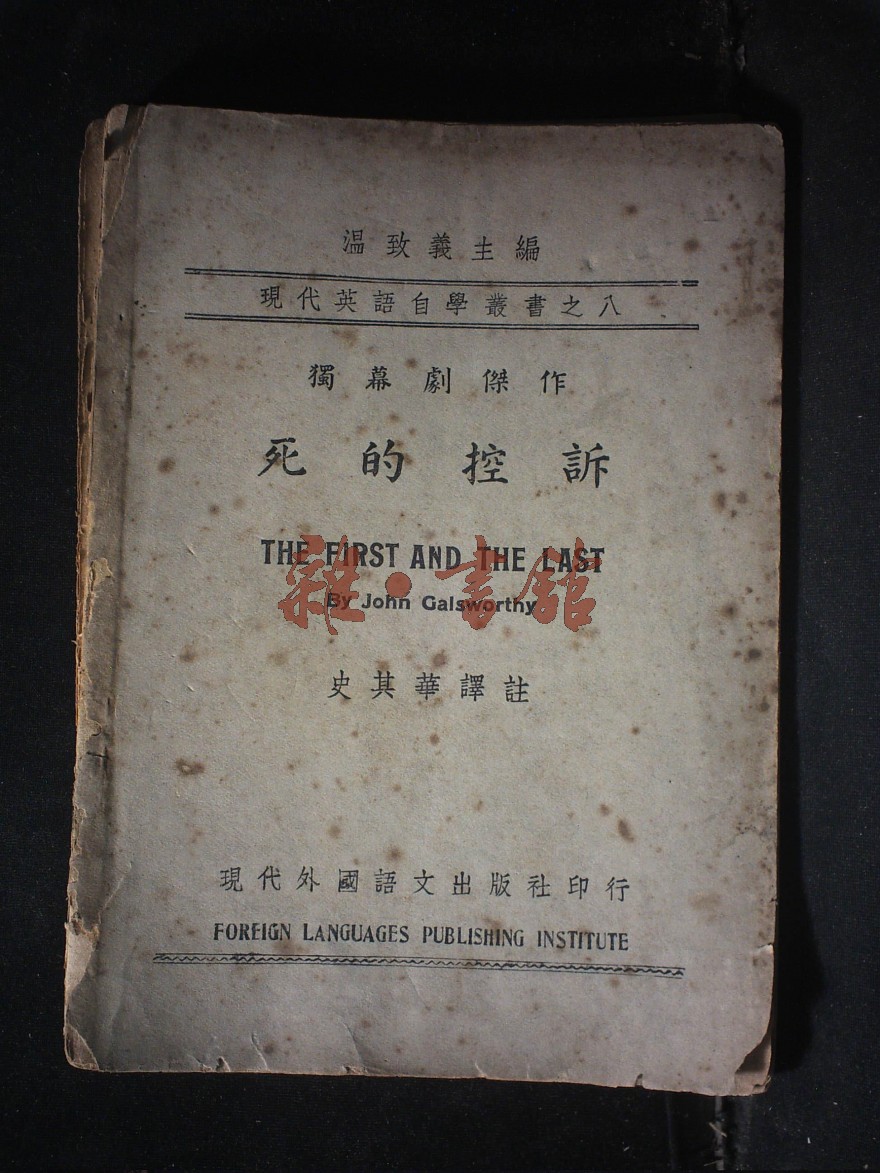 温致義主編
現代英語自學叢書之八
獨幕劇傑作
死的控訴
THE FIRST AND THE LAST
By John Galsworthy
雜·書館
史其華譯註
現代外國語文出版社印行
FOREIGN LANGUAGES PUBLISHING INSTITUTE